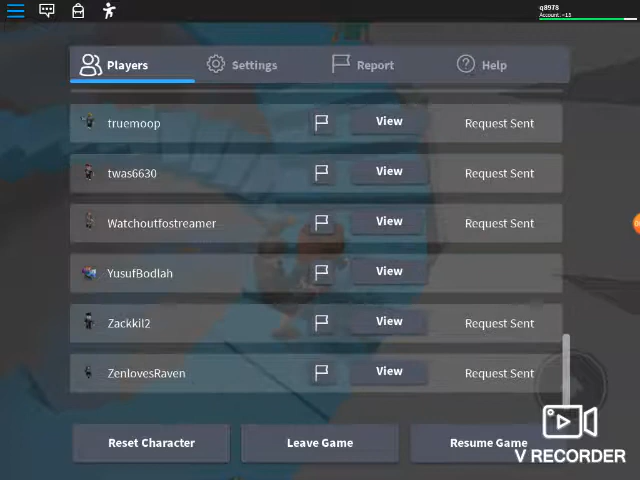 q8978
Account: <13
Players
Settings
Report
Help
truemoop
View
Request Sent
twas6630
View
Request Sent
Watchoutfostreamer
View
Request Sent
YusufBodlah
View
Zackkil2
View
Request Sent
ZenlovesRaven
View
Request Sent
Reset Character
Leave Game
Resume Game
V RECORDER